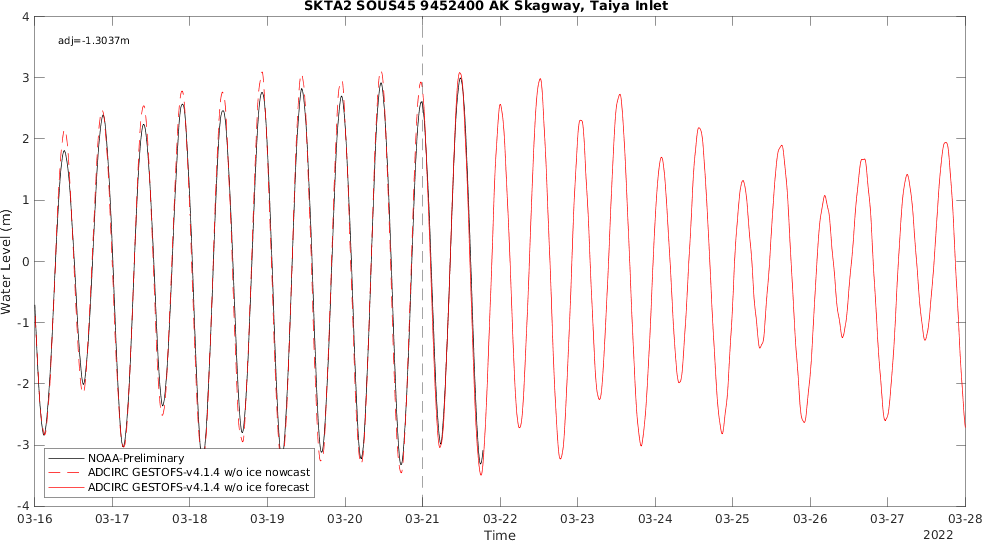 SKTA2 SOUS45 9452400 AK Skagway, Taiya Inlet
adj=-1.3037m
4
3
2
1
0
-1
-2
-3
-4
Water Level (m)
NOAA-Preliminary
ADCIRC GESTOFS-v4.1.4 w/o ice nowcast
ADCIRC GESTOFS-v4.1.4 w/o ice forecast
03-16 03-17 03-18 03-19 03-20 03-21 03-22 03-23 03-24 03-25 03-26 03-27 03-28
Time
2022